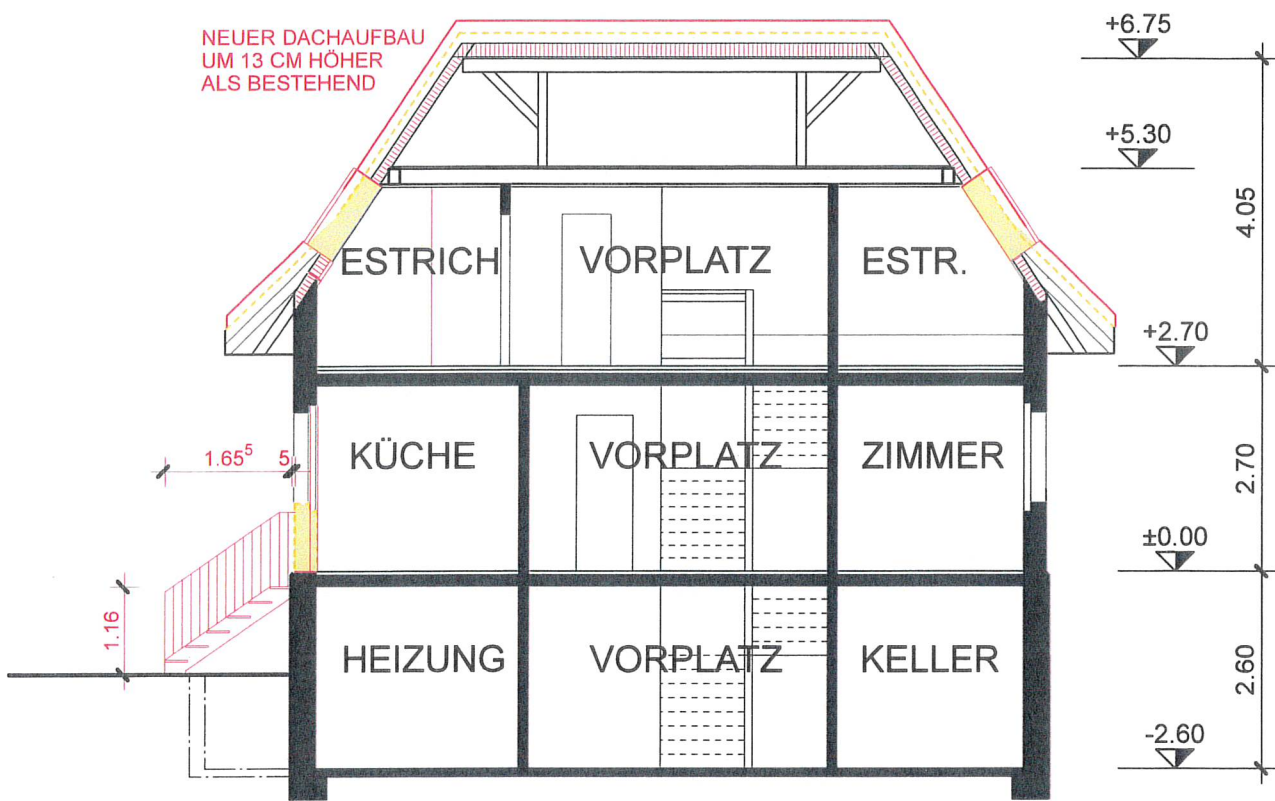 NEUER DACHAUFBAU
UM 13 CM HÖHER
ALS BESTEHEND
+6.75
+5.30
4.05
ESTRICH VORPLATZ ESTR.
+2.70
1.65⁵ 5
KÜCHE VORPLATZ ZIMMER
2.70
±0.00
1.16
HEIZUNG VORPLATZ KELLER
2.60
-2.60